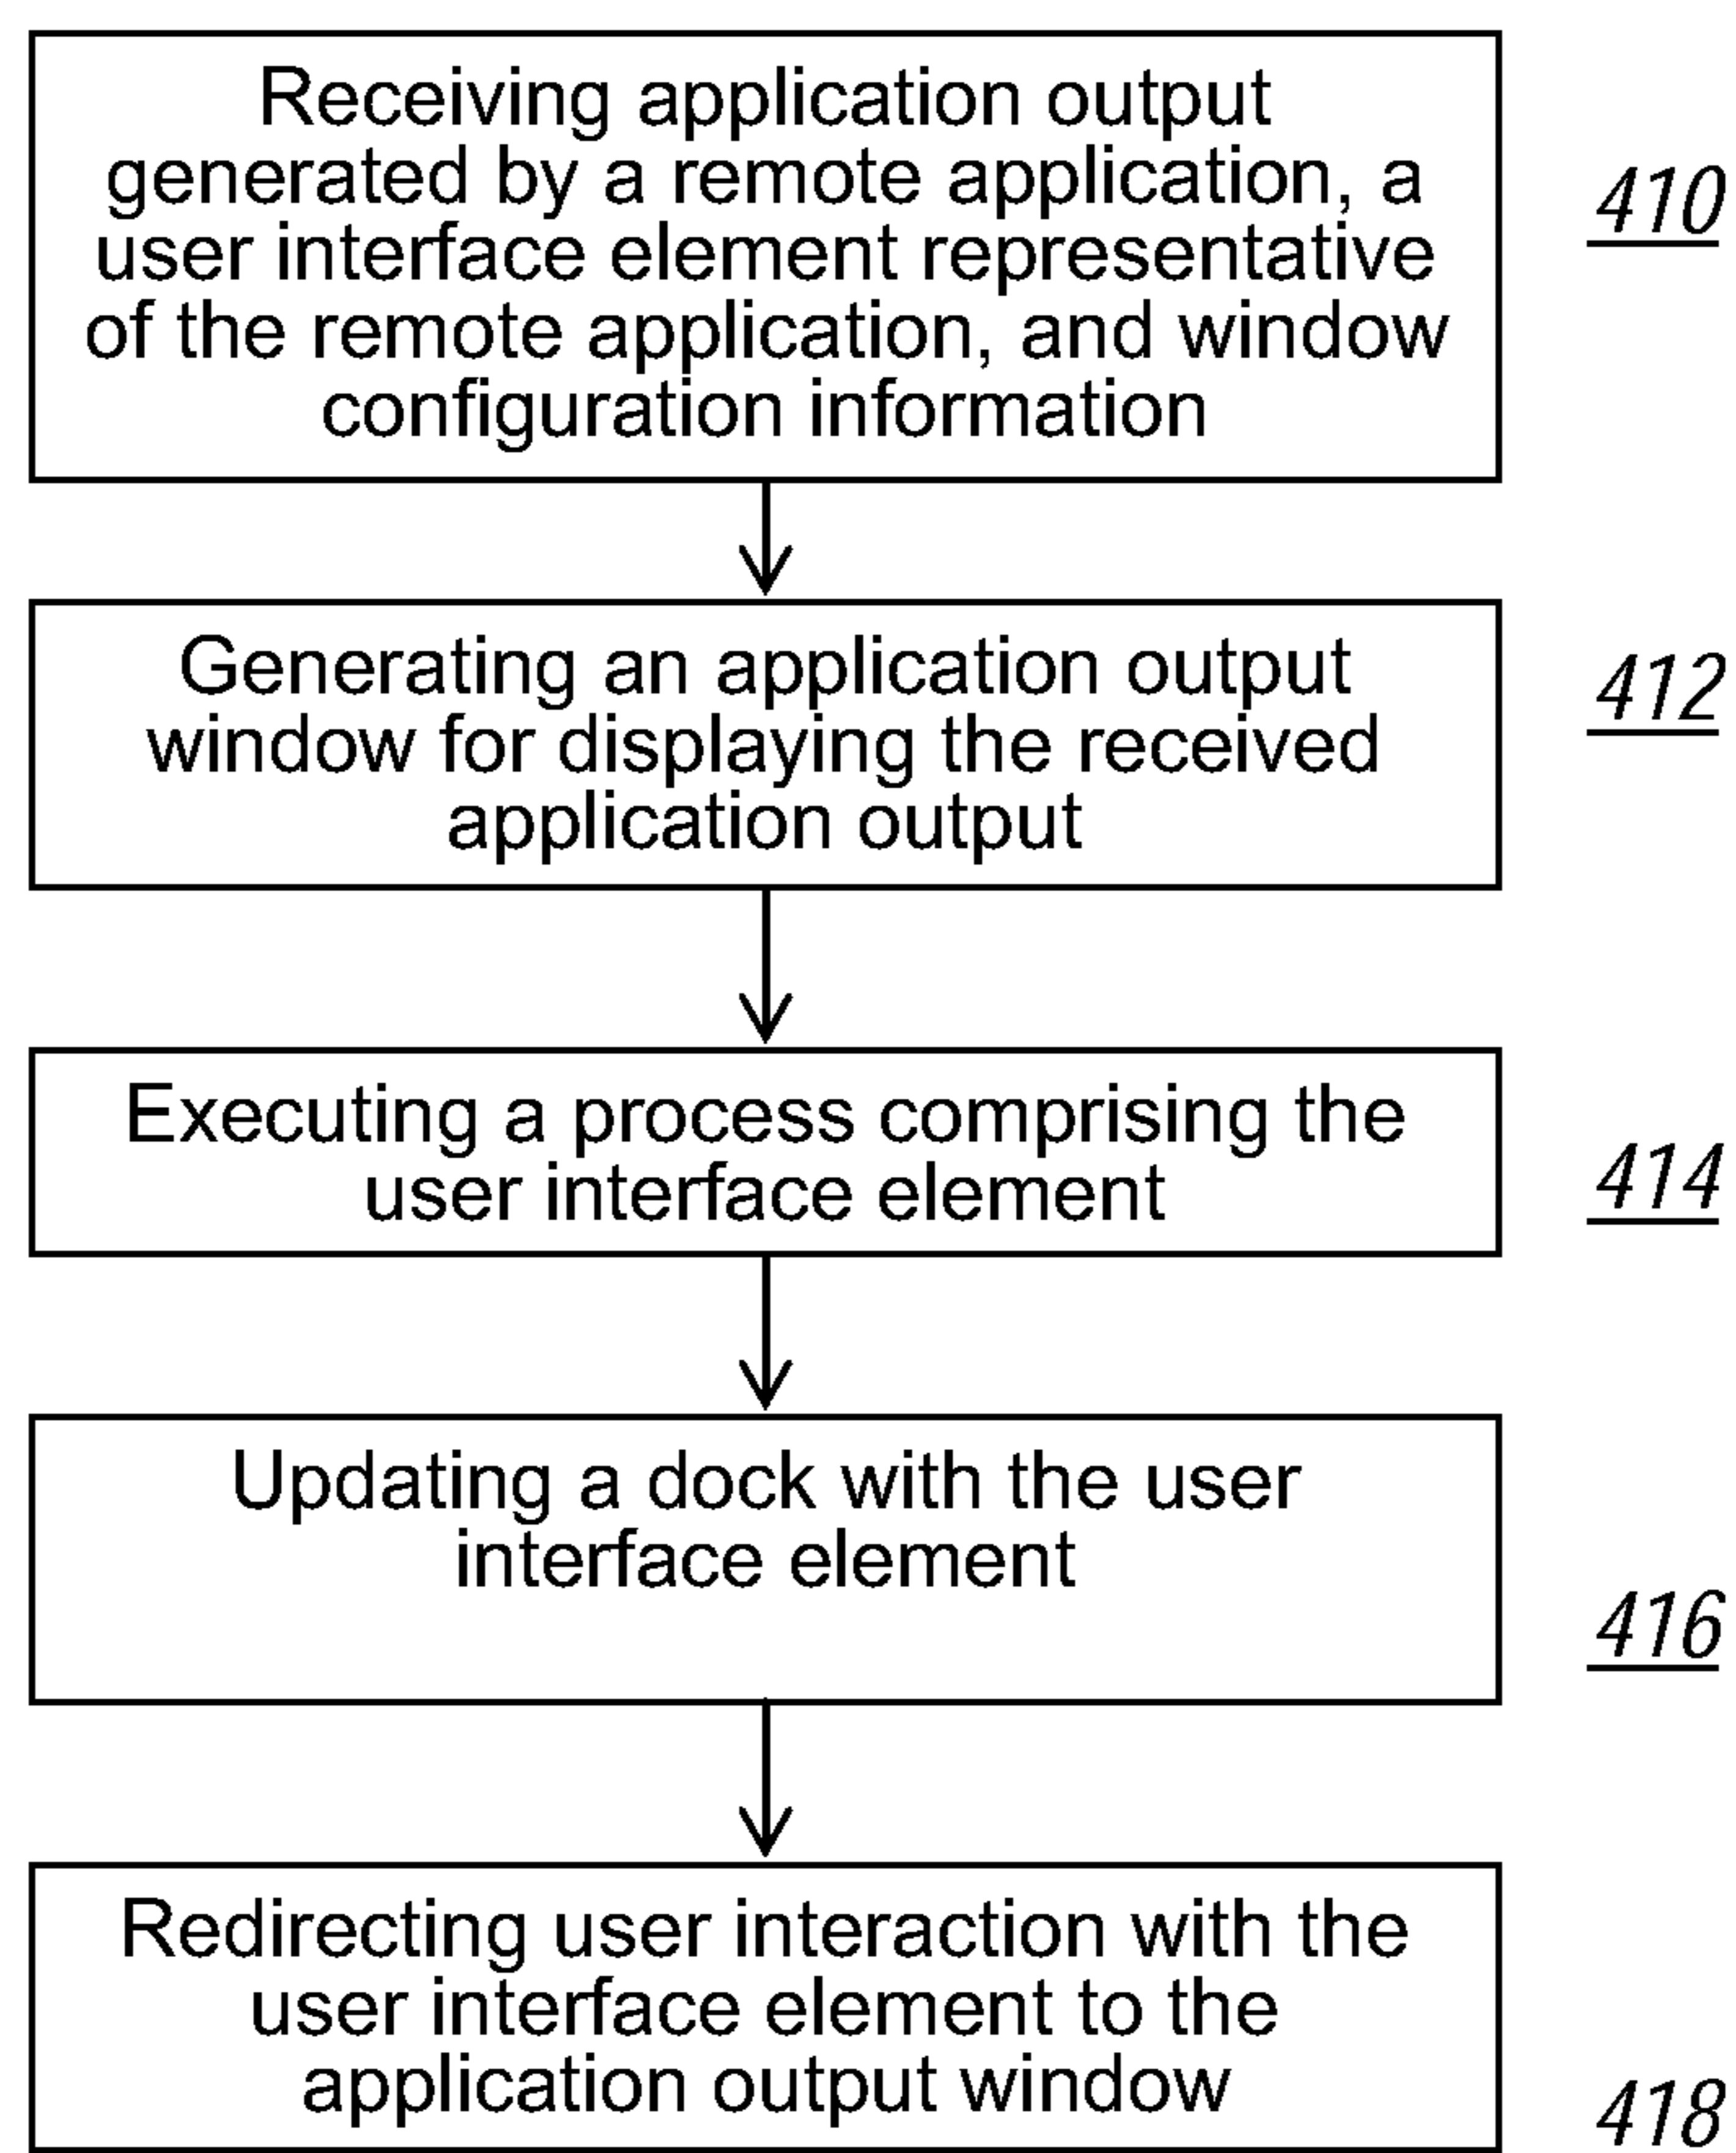 Receiving application output
generated by a remote application, a
user interface element representative
of the remote application, and window
configuration information
410
Generating an application output
window for displaying the received
application output
412
Executing a process comprising the
user interface element
414
Updating a dock with the user
interface element
416
Redirecting user interaction with the
user interface element to the
application output window
418